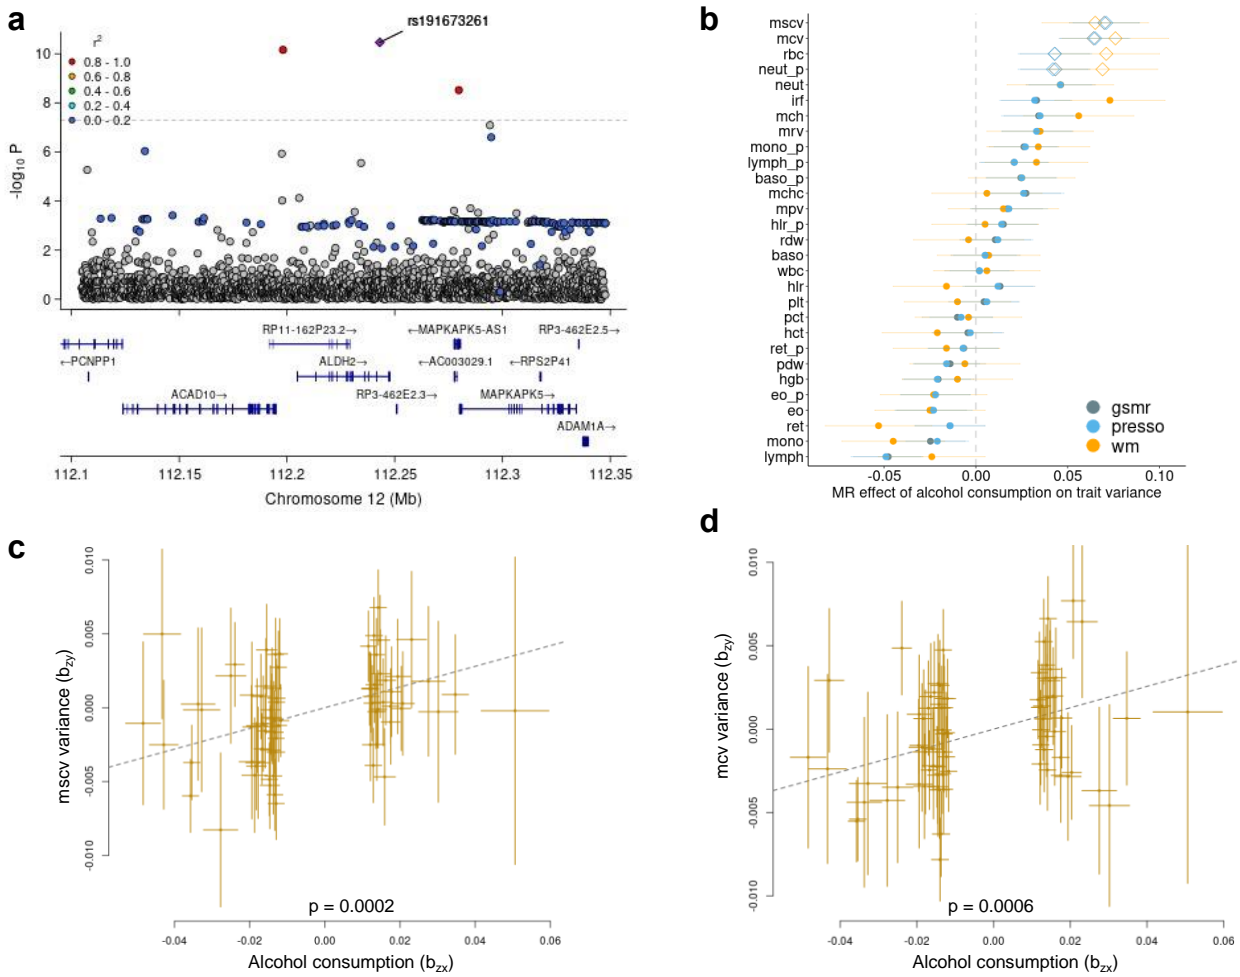 a
rs191673261
r²
0.8 - 1.0
0.6 - 0.8
0.4 - 0.6
0.2 - 0.4
0.0 - 0.2
10
8
6
4
2
0
-log₁₀ P
RP11-162P23.2→
←MAPKAPK5-AS1
RP3-462E2.5→
←PCNPP1
ALDH2→
←AC003029.1
←RPS2P41
ACAD10→
RP3-462E2.3→
MAPKAPK5→
ADAM1A→
112.1 112.15 112.2 112.25 112.3 112.35
Chromosome 12 (Mb)
b
mscv
mcv
rbc
neut_p
neut
irf
mch
mrv
mono_p
lymph_p
baso_p
mchc
mpv
hlr_p
rdw
baso
wbc
hlr
plt
pct
hct
ret_p
pdw
hgb
eo_p
eo
ret
mono
lymph
gsmr
presso
wm
-0.05 0.00 0.05 0.10
MR effect of alcohol consumption on trait variance
c
0.010
0.005
0.000
-0.005
-0.010
mscv variance (bzy)
p = 0.0002
-0.04 -0.02 0.00 0.02 0.04 0.06
Alcohol consumption (bzx)
d
0.010
0.005
0.000
-0.005
-0.010
mcv variance (bzy)
p = 0.0006
-0.04 -0.02 0.00 0.02 0.04 0.06
Alcohol consumption (bzx)